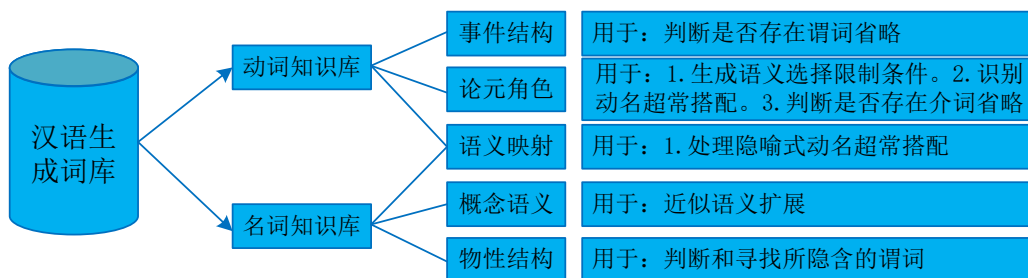 汉语生
成词库
动词知识库
名词知识库
事件结构
用于：判断是否存在谓词省略
论元角色
用于：1.生成语义选择限制条件。2.识别
动名超常搭配。3.判断是否存在介词省略
语义映射
用于：1.处理隐喻式动名超常搭配
概念语义
用于：近似语义扩展
物性结构
用于：判断和寻找所隐含的谓词